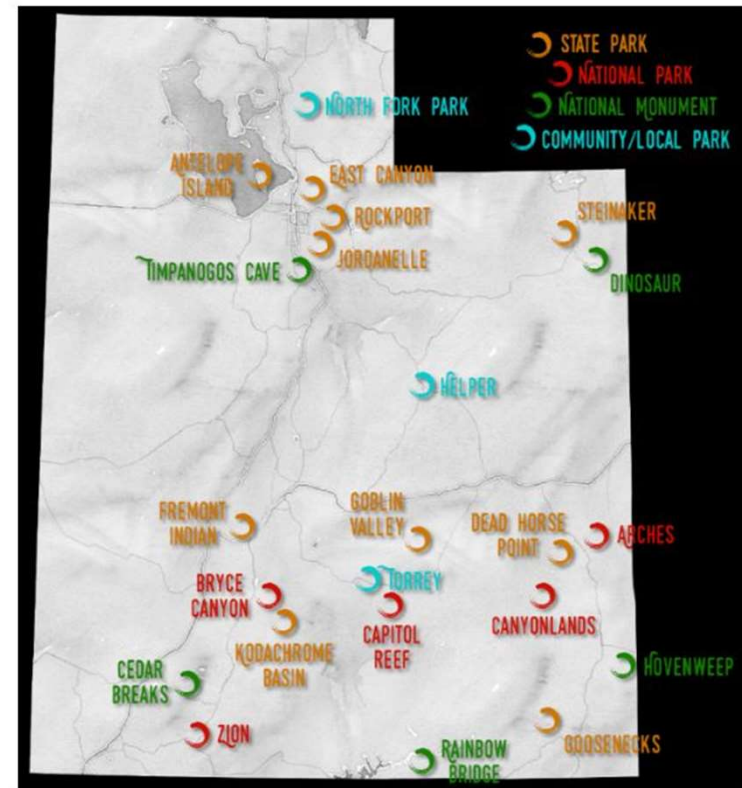 STATE PARK
NATIONAL PARK
NATIONAL MONUMENT
COMMUNITY/LOCAL PARK
NORTH FORK PARK
ANTELOPE
ISLAND
EAST CANYON
ROCKPORT
JORDANELLE
TIMPANOGOS CAVE
STEINAKER
DINOSAUR
HELPER
FREMONT
INDIAN
GOBLIN
VALLEY
DEAD HORSE
POINT
ARCHES
BRYCE
CANYON
TORREY
CAPITOL
REEF
CANYONLANDS
KODACHROME
BASIN
CEDAR
BREAKS
HOVENWEEP
ZION
GOOSENECKS
RAINBOW
BRIDGE